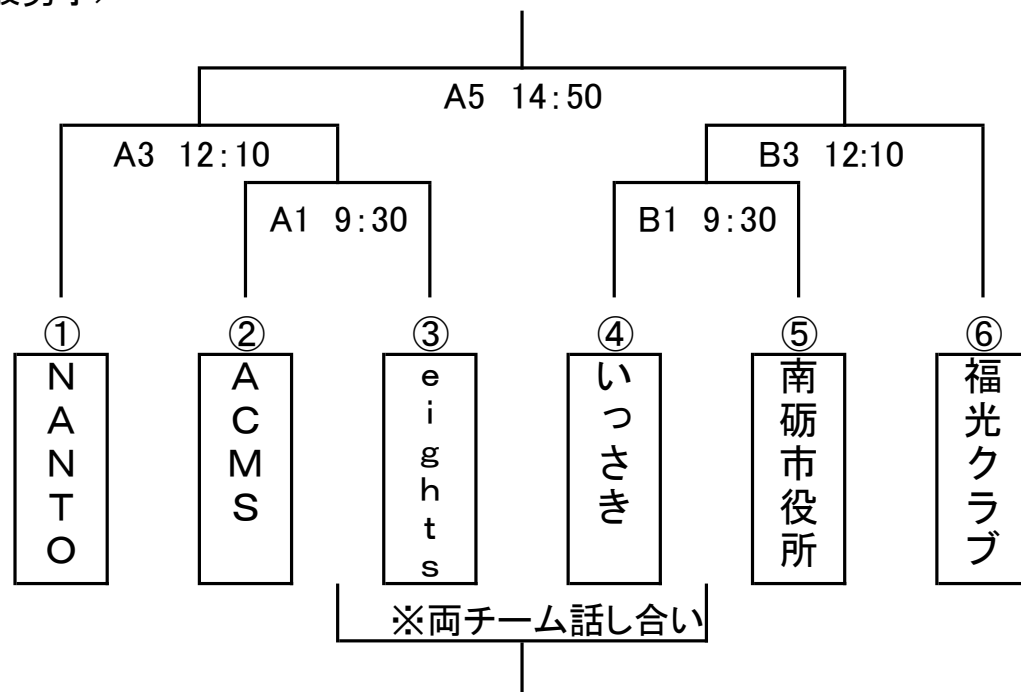 A5 14:50
A3 12:10
B3 12:10
A1 9:30
B1 9:30
①
②
③
④
⑤
⑥
NANTO
ACMS
eights
いっさき
南砺市役所
福光クラブ
※両チーム話し合い